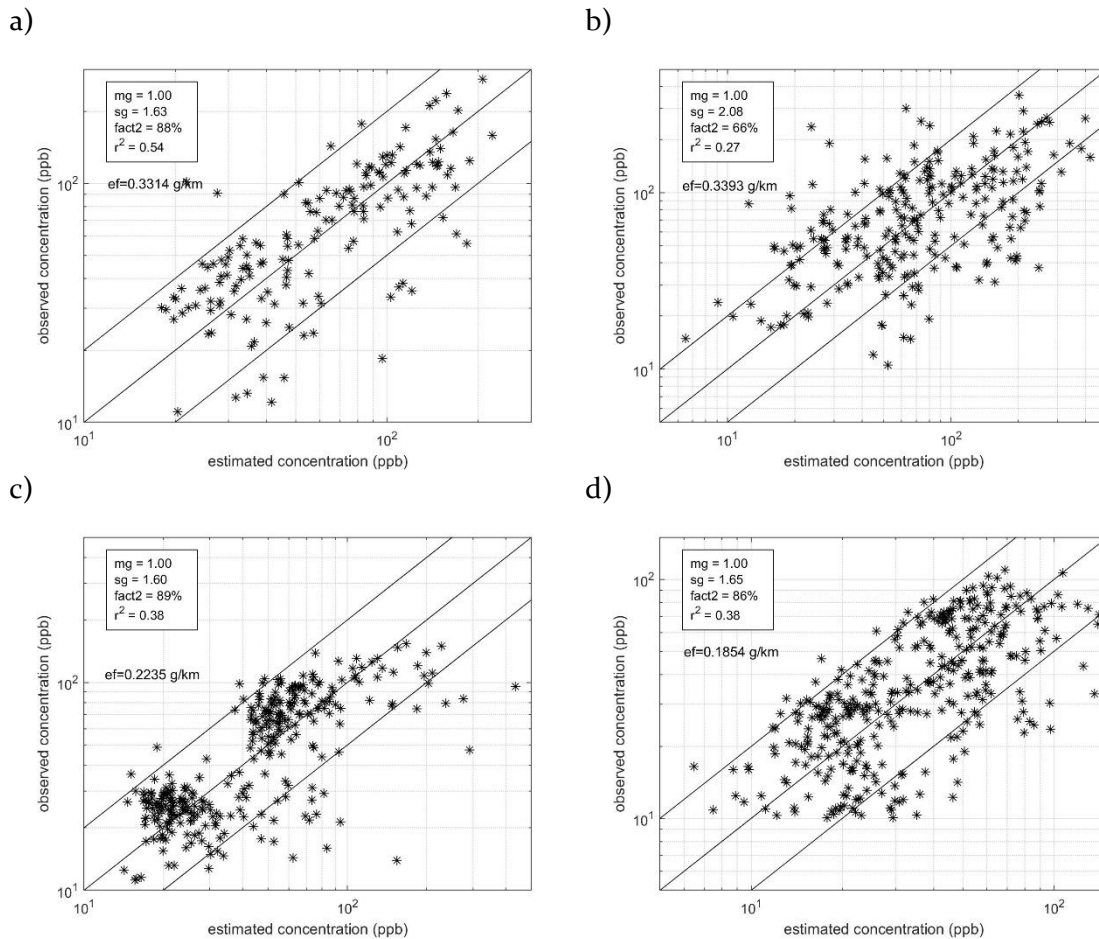 a)
mg = 1.00
sg = 1.63
fact2 = 88%
r² = 0.54
ef=0.3314 g/km
10²
10¹
10¹
10²
observed concentration (ppb)
estimated concentration (ppb)
b)
mg = 1.00
sg = 2.08
fact2 = 66%
r² = 0.27
ef=0.3393 g/km
10²
10¹
10¹
10²
observed concentration (ppb)
estimated concentration (ppb)
c)
mg = 1.00
sg = 1.60
fact2 = 89%
r² = 0.38
ef=0.2235 g/km
10²
10¹
10¹
10²
observed concentration (ppb)
estimated concentration (ppb)
d)
mg = 1.00
sg = 1.65
fact2 = 86%
r² = 0.38
ef=0.1854 g/km
10²
10¹
10¹
10²
observed concentration (ppb)
estimated concentration (ppb)